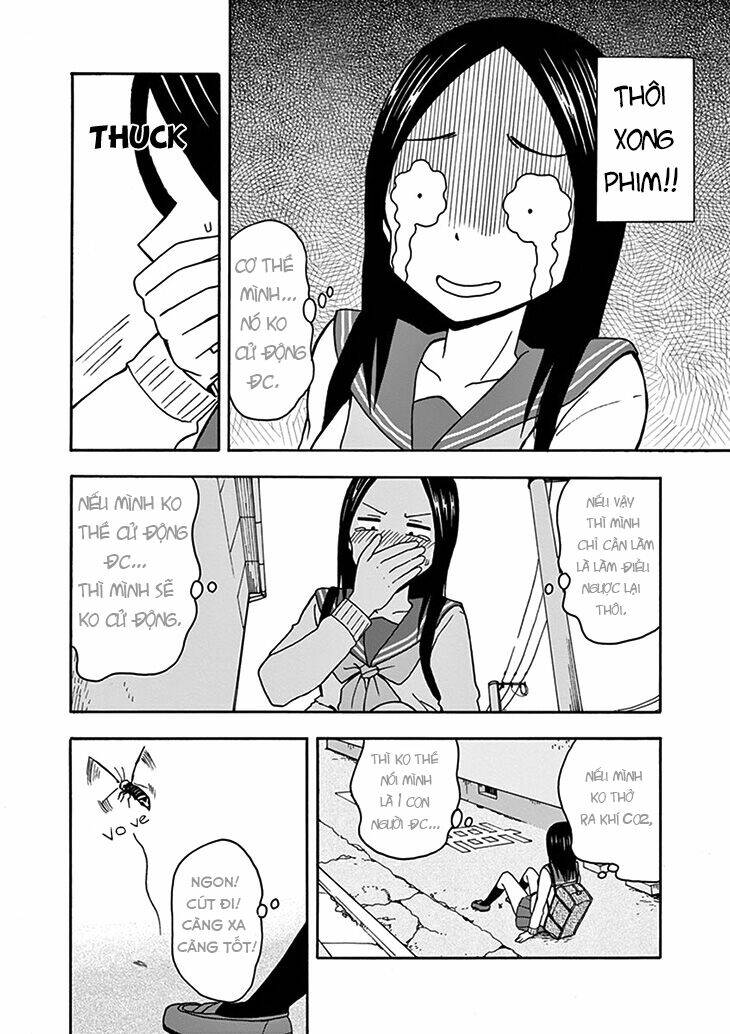 THÔI
XONG
PHIM!!
CƠ THỂ
MÌNH...
NÓ KO
CỬ ĐỘNG
ĐC.
THUCK
NẾU VẬY
THÌ MÌNH
CHỈ CẦN LÀM
LÀ LÀM ĐIỀU
NGƯỢC LẠI
THÔI.
NẾU MÌNH KO
THỂ CỬ ĐỘNG
ĐC...
THÌ MÌNH SẼ
KO CỬ ĐỘNG.
NẾU MÌNH
KO THỞ
RA KHÍ CO2,
THÌ KO THỂ
NÓI MÌNH
LÀ 1 CON
NGƯỜI ĐC...
VO VE
NGON!
CÚT ĐI!
CÀNG XA
CÀNG TỐT!